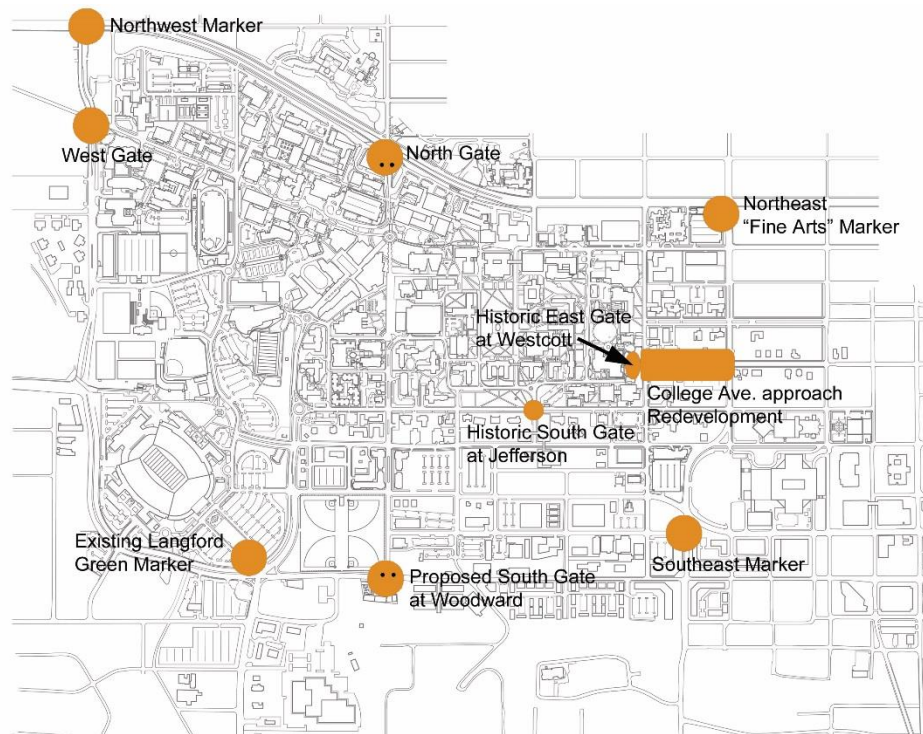 Northwest Marker
West Gate
North Gate
Northeast
“Fine Arts” Marker
Historic East Gate
at Westcott
College Ave. approach
Redevelopment
Historic South Gate
at Jefferson
Existing Langford
Green Marker
Southeast Marker
Proposed South Gate
at Woodward